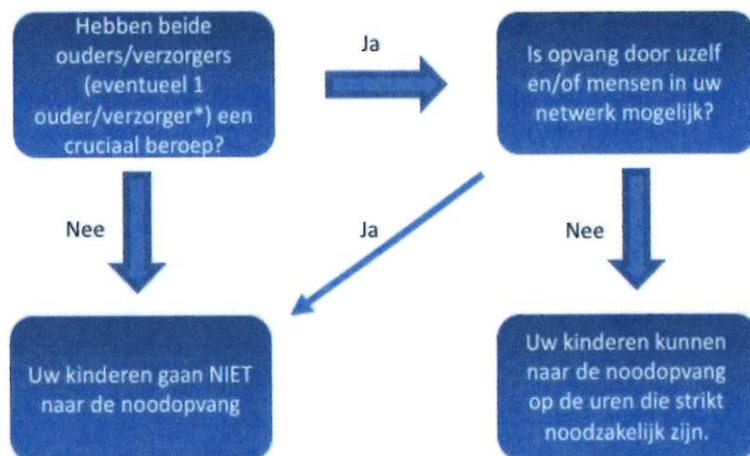 Hebben beide
ouders/verzorgers
(eventueel 1
ouder/verzorger*) een
cruciaal beroep?
Ja
Is opvang door uzelf
en/of mensen in uw
netwerk mogelijk?
Nee
Ja
Nee
Uw kinderen gaan NIET
naar de noodopvang
Uw kinderen kunnen
naar de noodopvang
op de uren die strikt
noodzakelijk zijn.